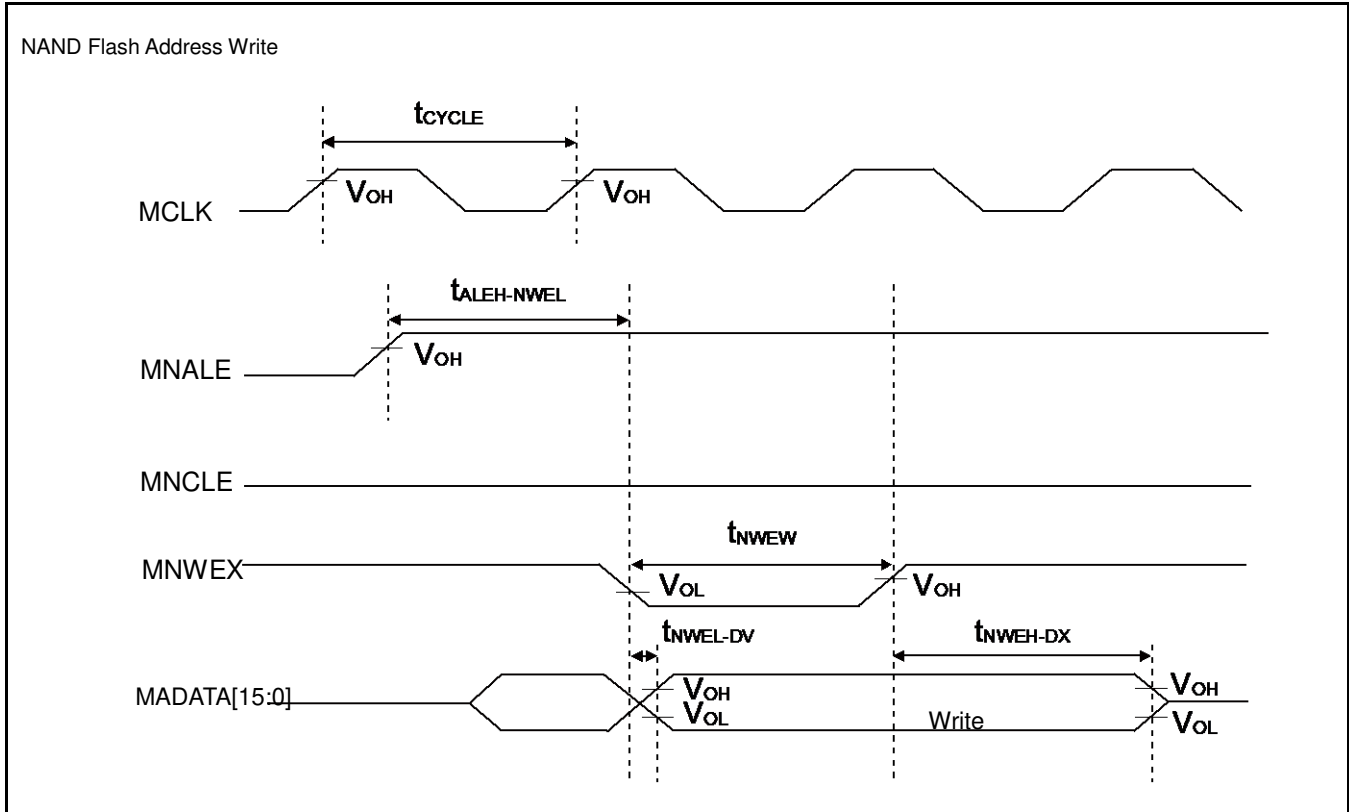 NAND Flash Address Write
tCYCLE
VOH VOH
MCLK
tALEH-NWEL
VOH
MNALE
MNCLE
tNWEW
MNWEX
VOL VOH
tNWEL-DV tNWEH-DX
MADATA[15:0]
VOH VOH
VOL Write VOL